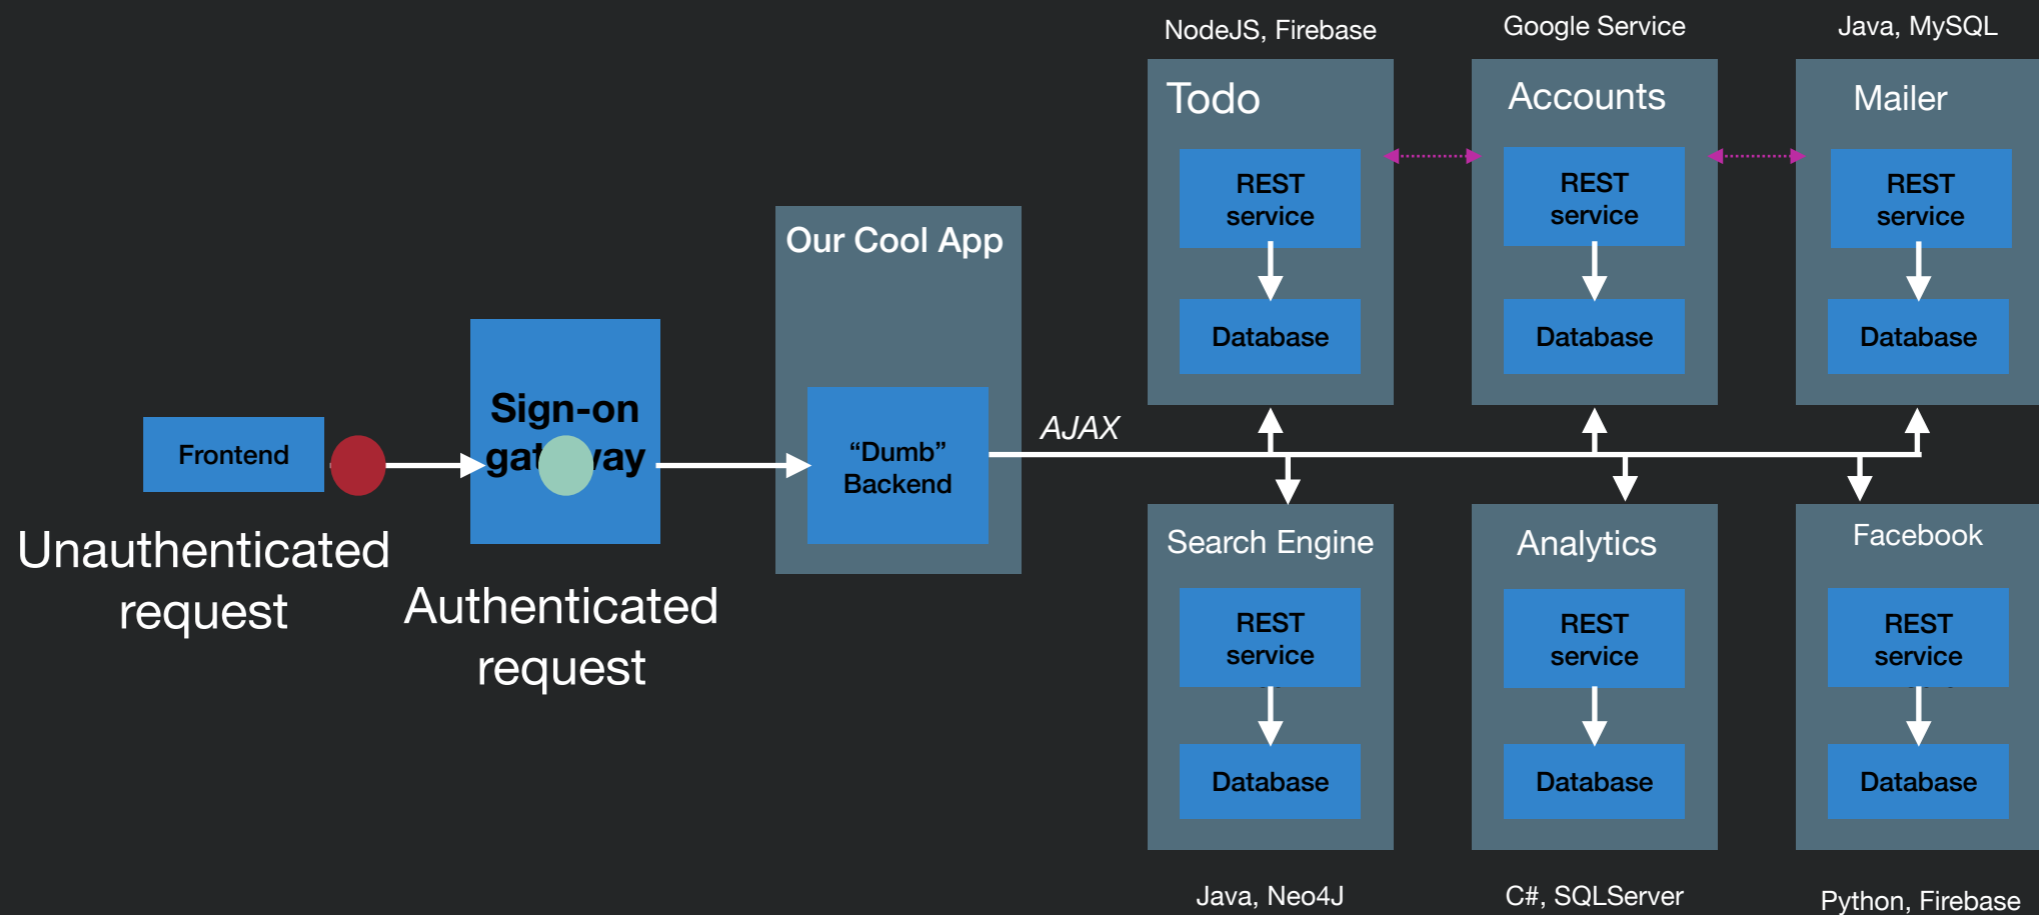 NodeJS, Firebase
Google Service
Java, MySQL
Todo
Accounts
Mailer
REST
service
REST
service
REST
service
Database
Database
Database
Our Cool App
"Dumb"
Backend
AJAX
Sign-on
gateway
Frontend
Unauthenticated
request
Authenticated
request
Search Engine
Analytics
Facebook
REST
service
REST
service
REST
service
Database
Database
Database
Java, Neo4J
C#, SQLServer
Python, Firebase